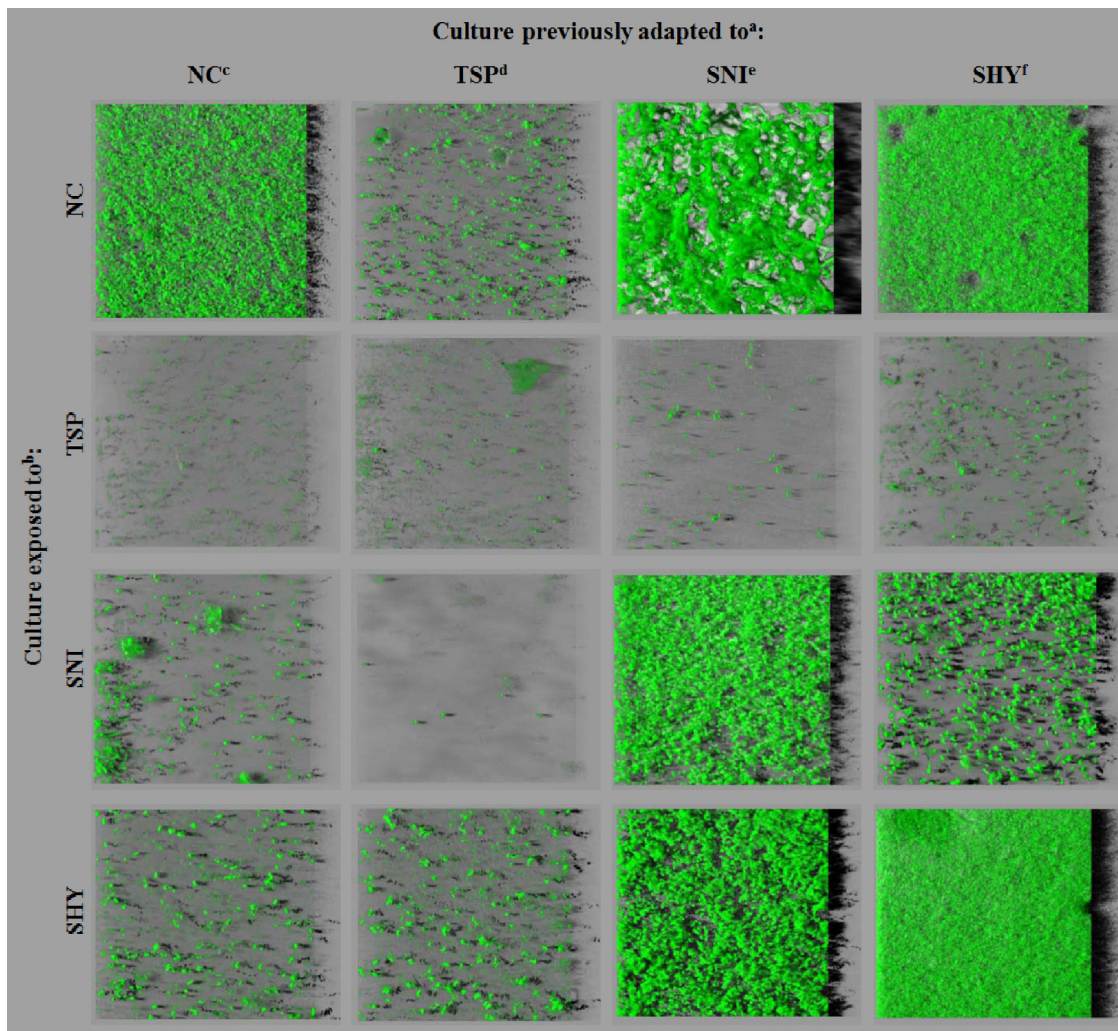 Culture previously adapted toᵃ:
NCᶜ TSPᵈ SNIᵉ SHYᶠ
Culture exposed toᵇ:
NC
TSP
SNI
SHY